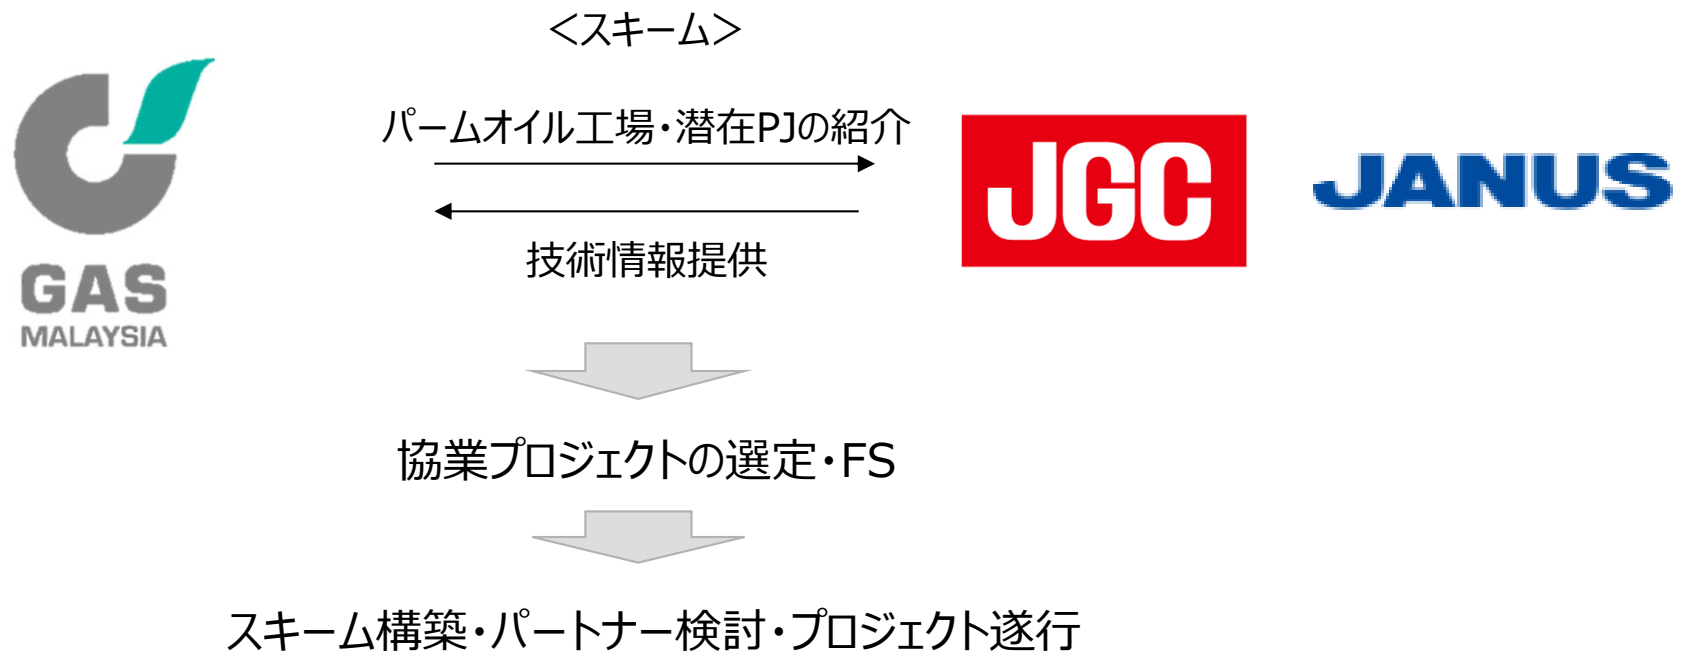 ＜スキーム＞
パームオイル工場・潜在PJの紹介
技術情報提供
GAS
MALAYSIA
JGC
JANUS
協業プロジェクトの選定・FS
スキーム構築・パートナー検討・プロジェクト遂行